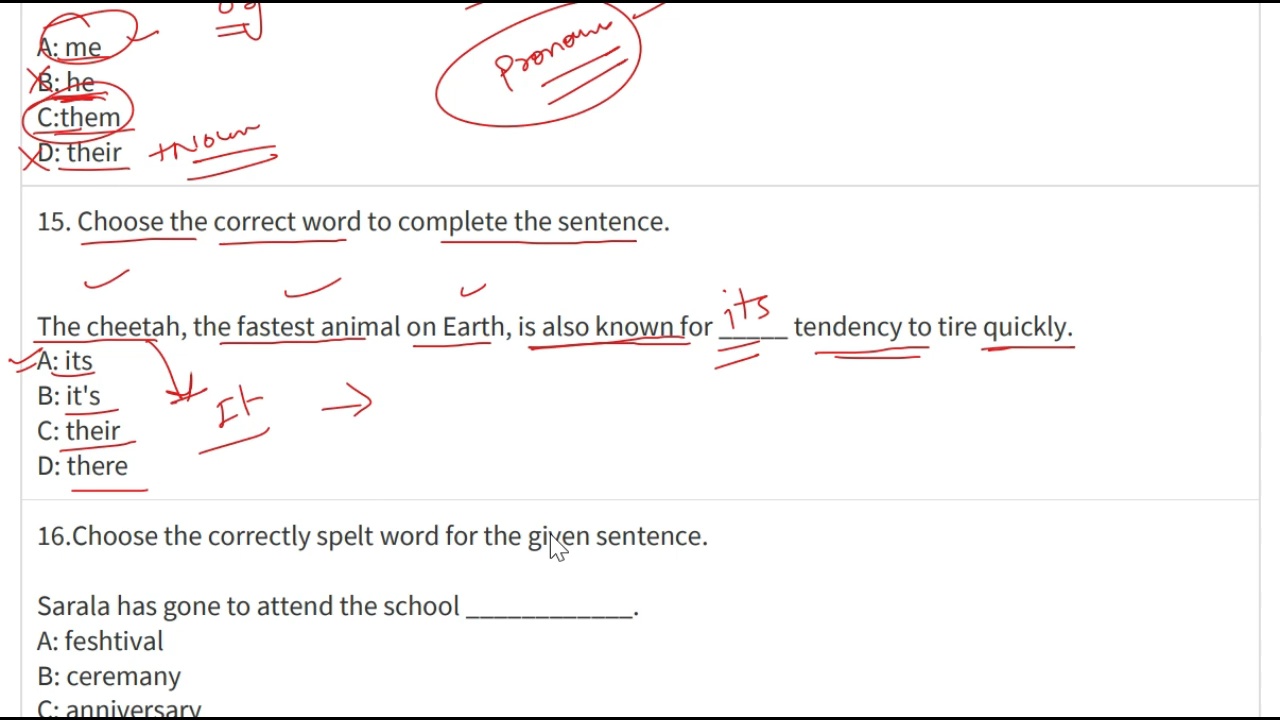 A: me
B: he
Pronoun
C:them
D: their +Noun
15. Choose the correct word to complete the sentence.
its
The cheetah, the fastest animal on Earth, is also known for _____ tendency to tire quickly.
A: its
B: it's
It
C: their
D: there
16.Choose the correctly spelt word for the given sentence.
Sarala has gone to attend the school ____________.
A: feshtival
B: ceremany
C: anniversary